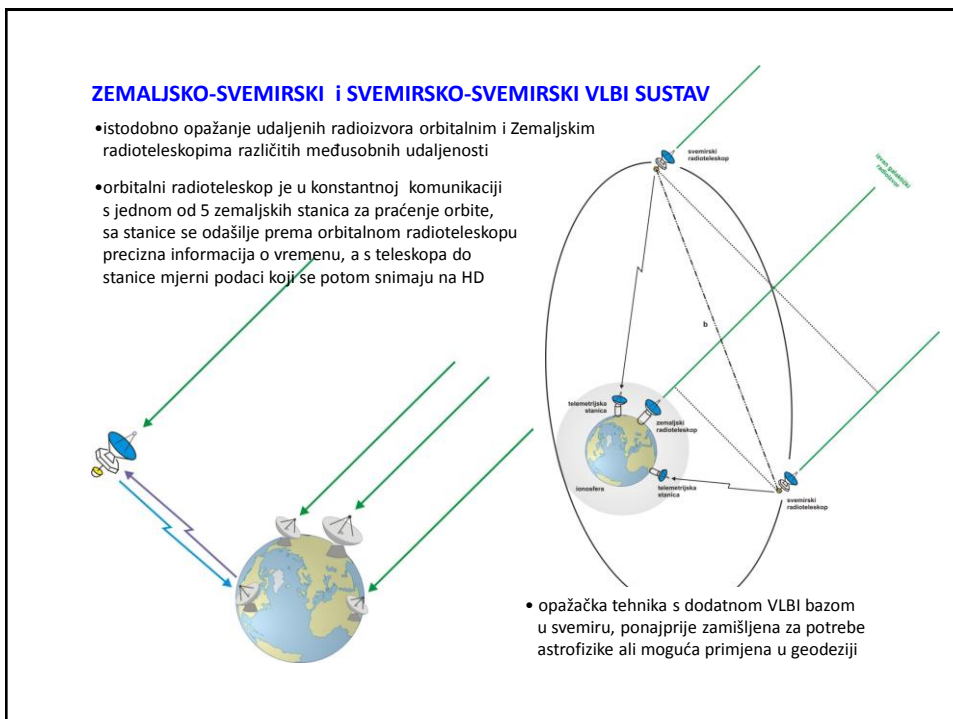 ZEMALJSKO-SVEMIRSKI i SVEMIRSKO-SVEMIRSKI VLBI SUSTAV
•istodobno opažanje udaljenih radioizvora orbitalnim i Zemaljskim
radioteleskopima različitih međusobnih udaljenosti
•orbitalni radioteleskop je u konstantnoj komunikaciji
s jednom od 5 zemaljskih stanica za praćenje orbite,
sa stanice se odašilje prema orbitalnom radioteleskopu
precizna informacija o vremenu, a s teleskopa do
stanice mjerni podaci koji se potom snimaju na HD
svemirski
radioteleskop
izvan galaktički
radioizvor
b
telemetrijska
stanica
zemaljski
radioteleskop
ionosfera
telemetrijska
stanica
svemirski
radioteleskop
• opažačka tehnika s dodatnom VLBI bazom
u svemiru, ponajprije zamišljena za potrebe
astrofizike ali moguća primjena u geodeziji